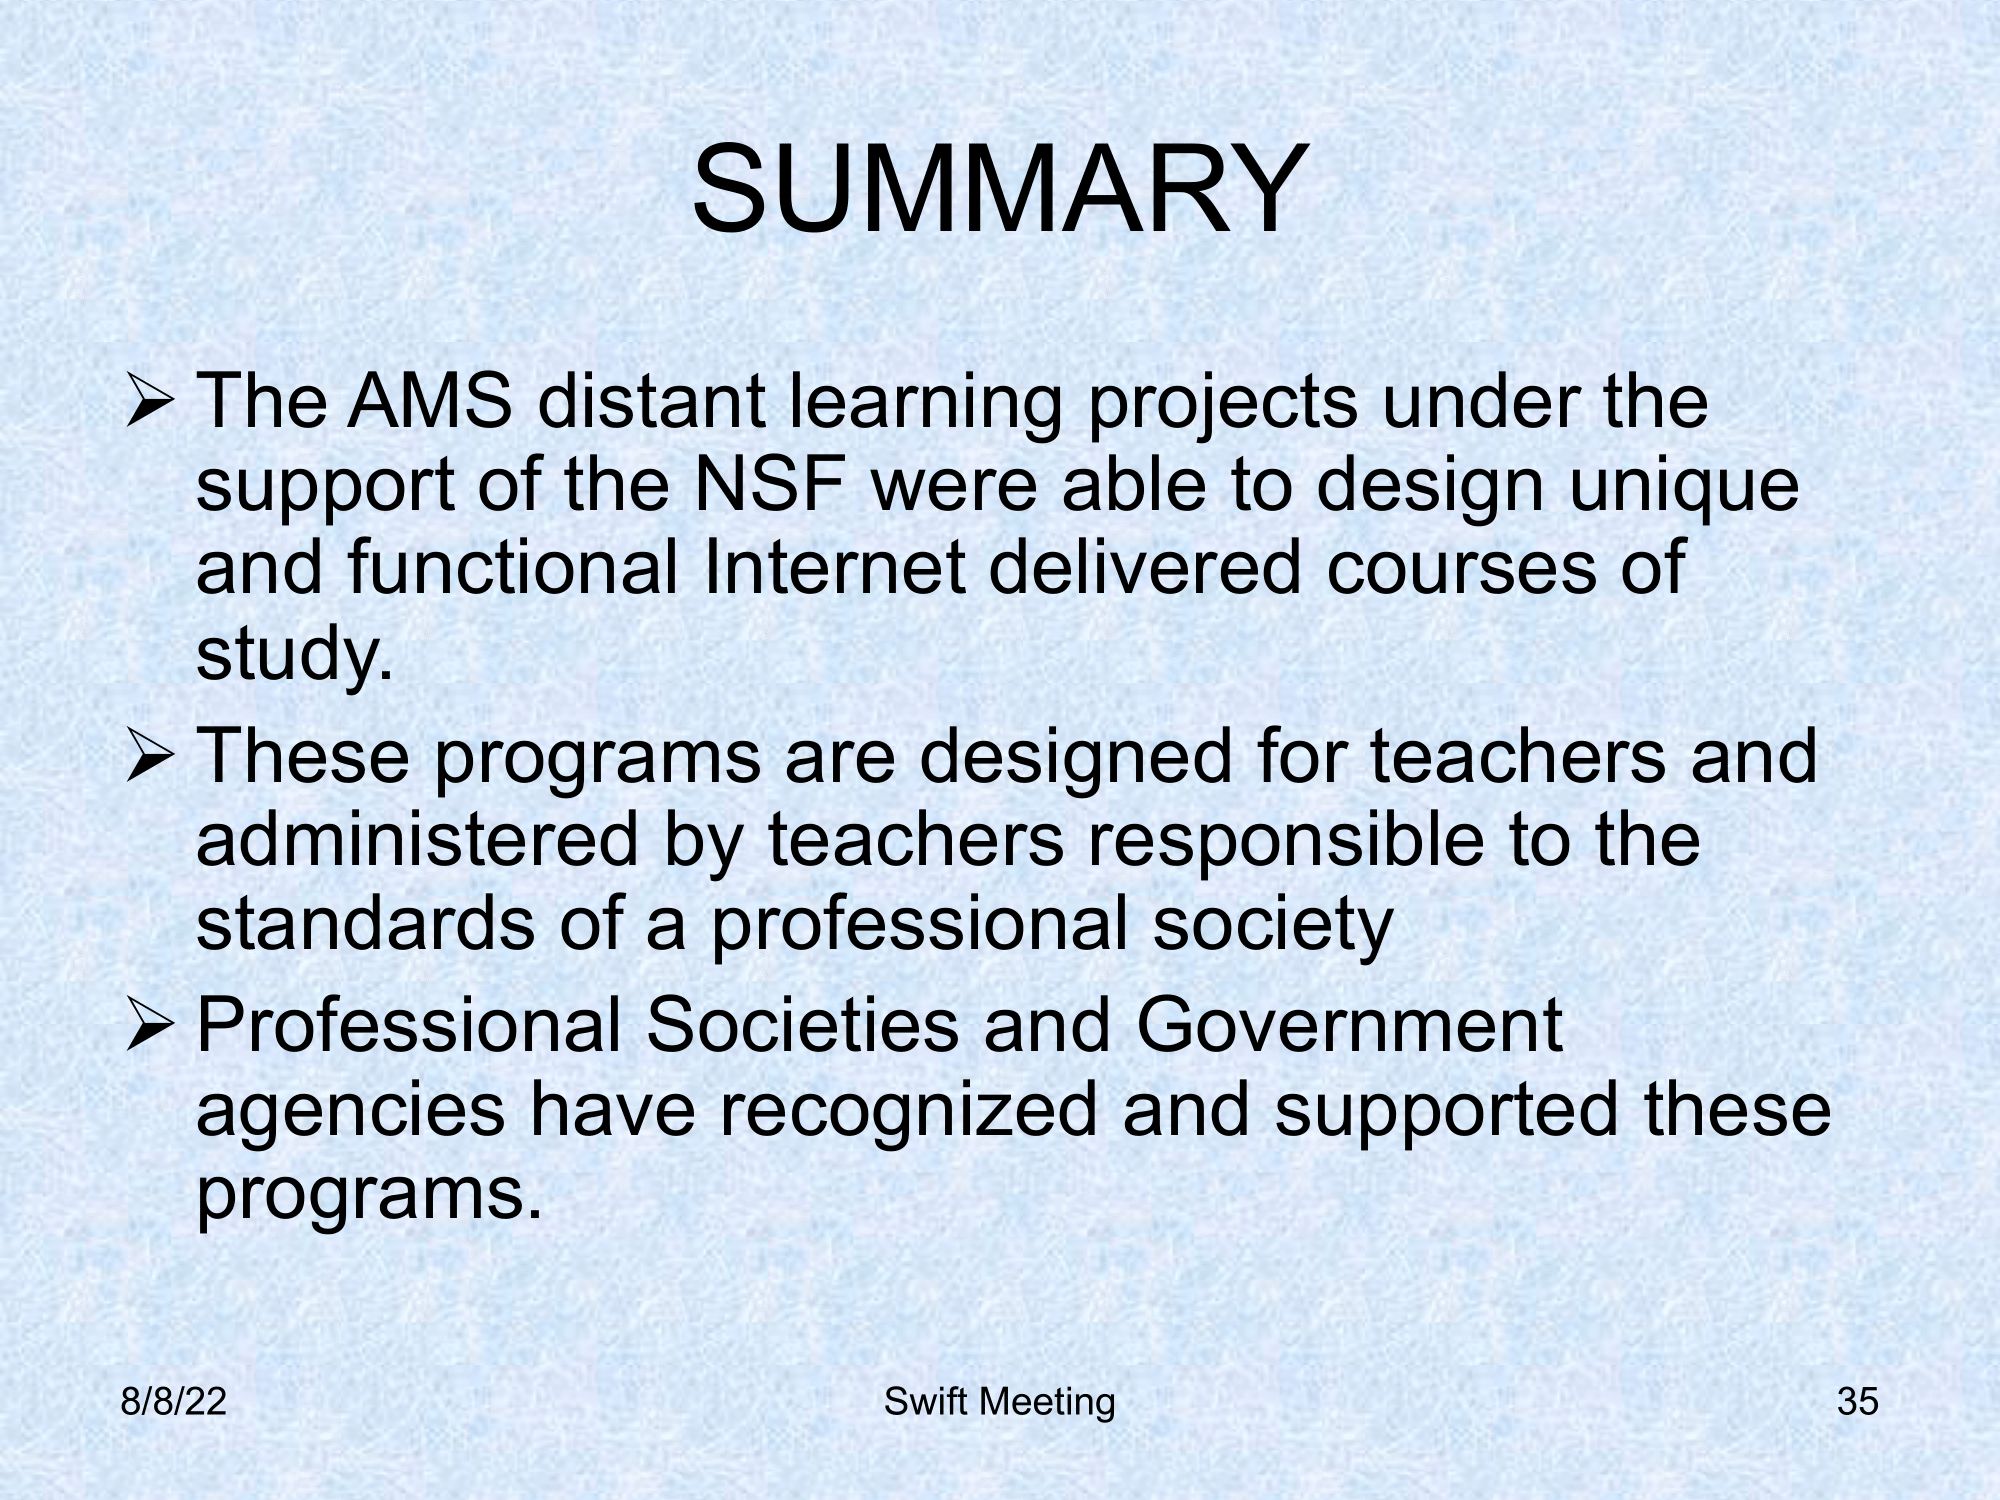 SUMMARY
➢ The AMS distant learning projects under the
support of the NSF were able to design unique
and functional Internet delivered courses of
study.
➢ These programs are designed for teachers and
administered by teachers responsible to the
standards of a professional society
➢ Professional Societies and Government
agencies have recognized and supported these
programs.
8/8/22
Swift Meeting
35